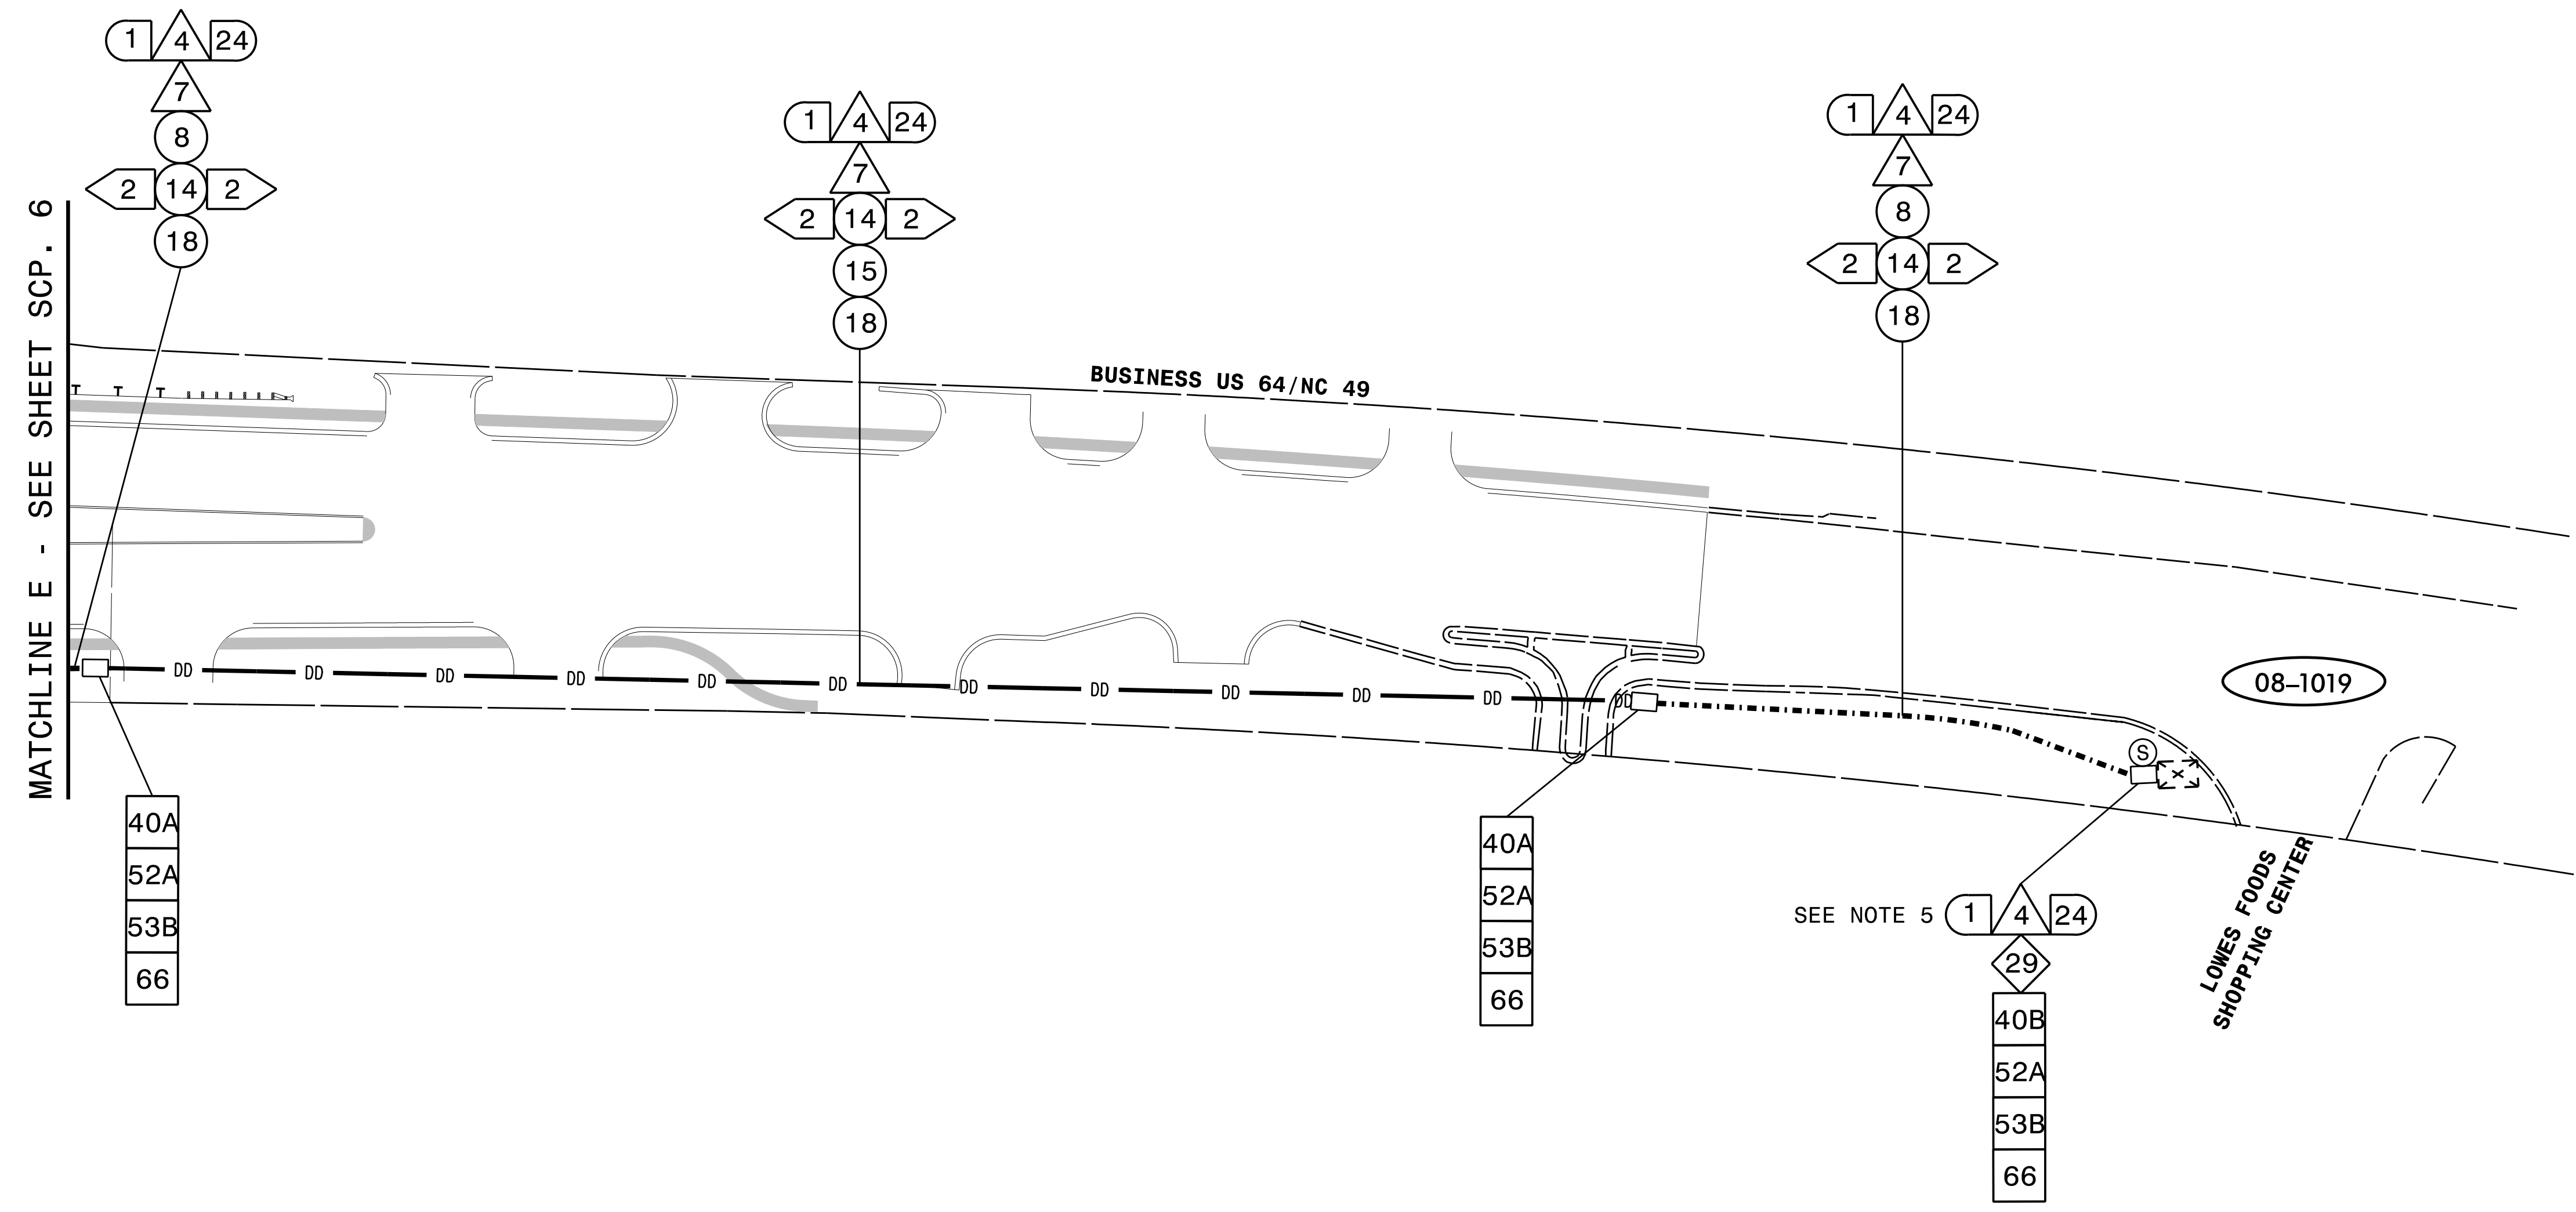 1 4 24
7
8
2 14 2
18
1 4 24
7
2 14 2
15
18
1 4 24
7
8
2 14 2
18
MATCHLINE E - SEE SHEET SCP. 6
BUSINESS US 64/NC 49
T T T
DD DD DD DD DD DD DD DD DD DD DD DD
08-1019
S
X
40A
52A
53B
66
40A
52A
53B
66
SEE NOTE 5 1 4 24
29
40B
52A
53B
66
LOWES FOODS
SHOPPING CENTER